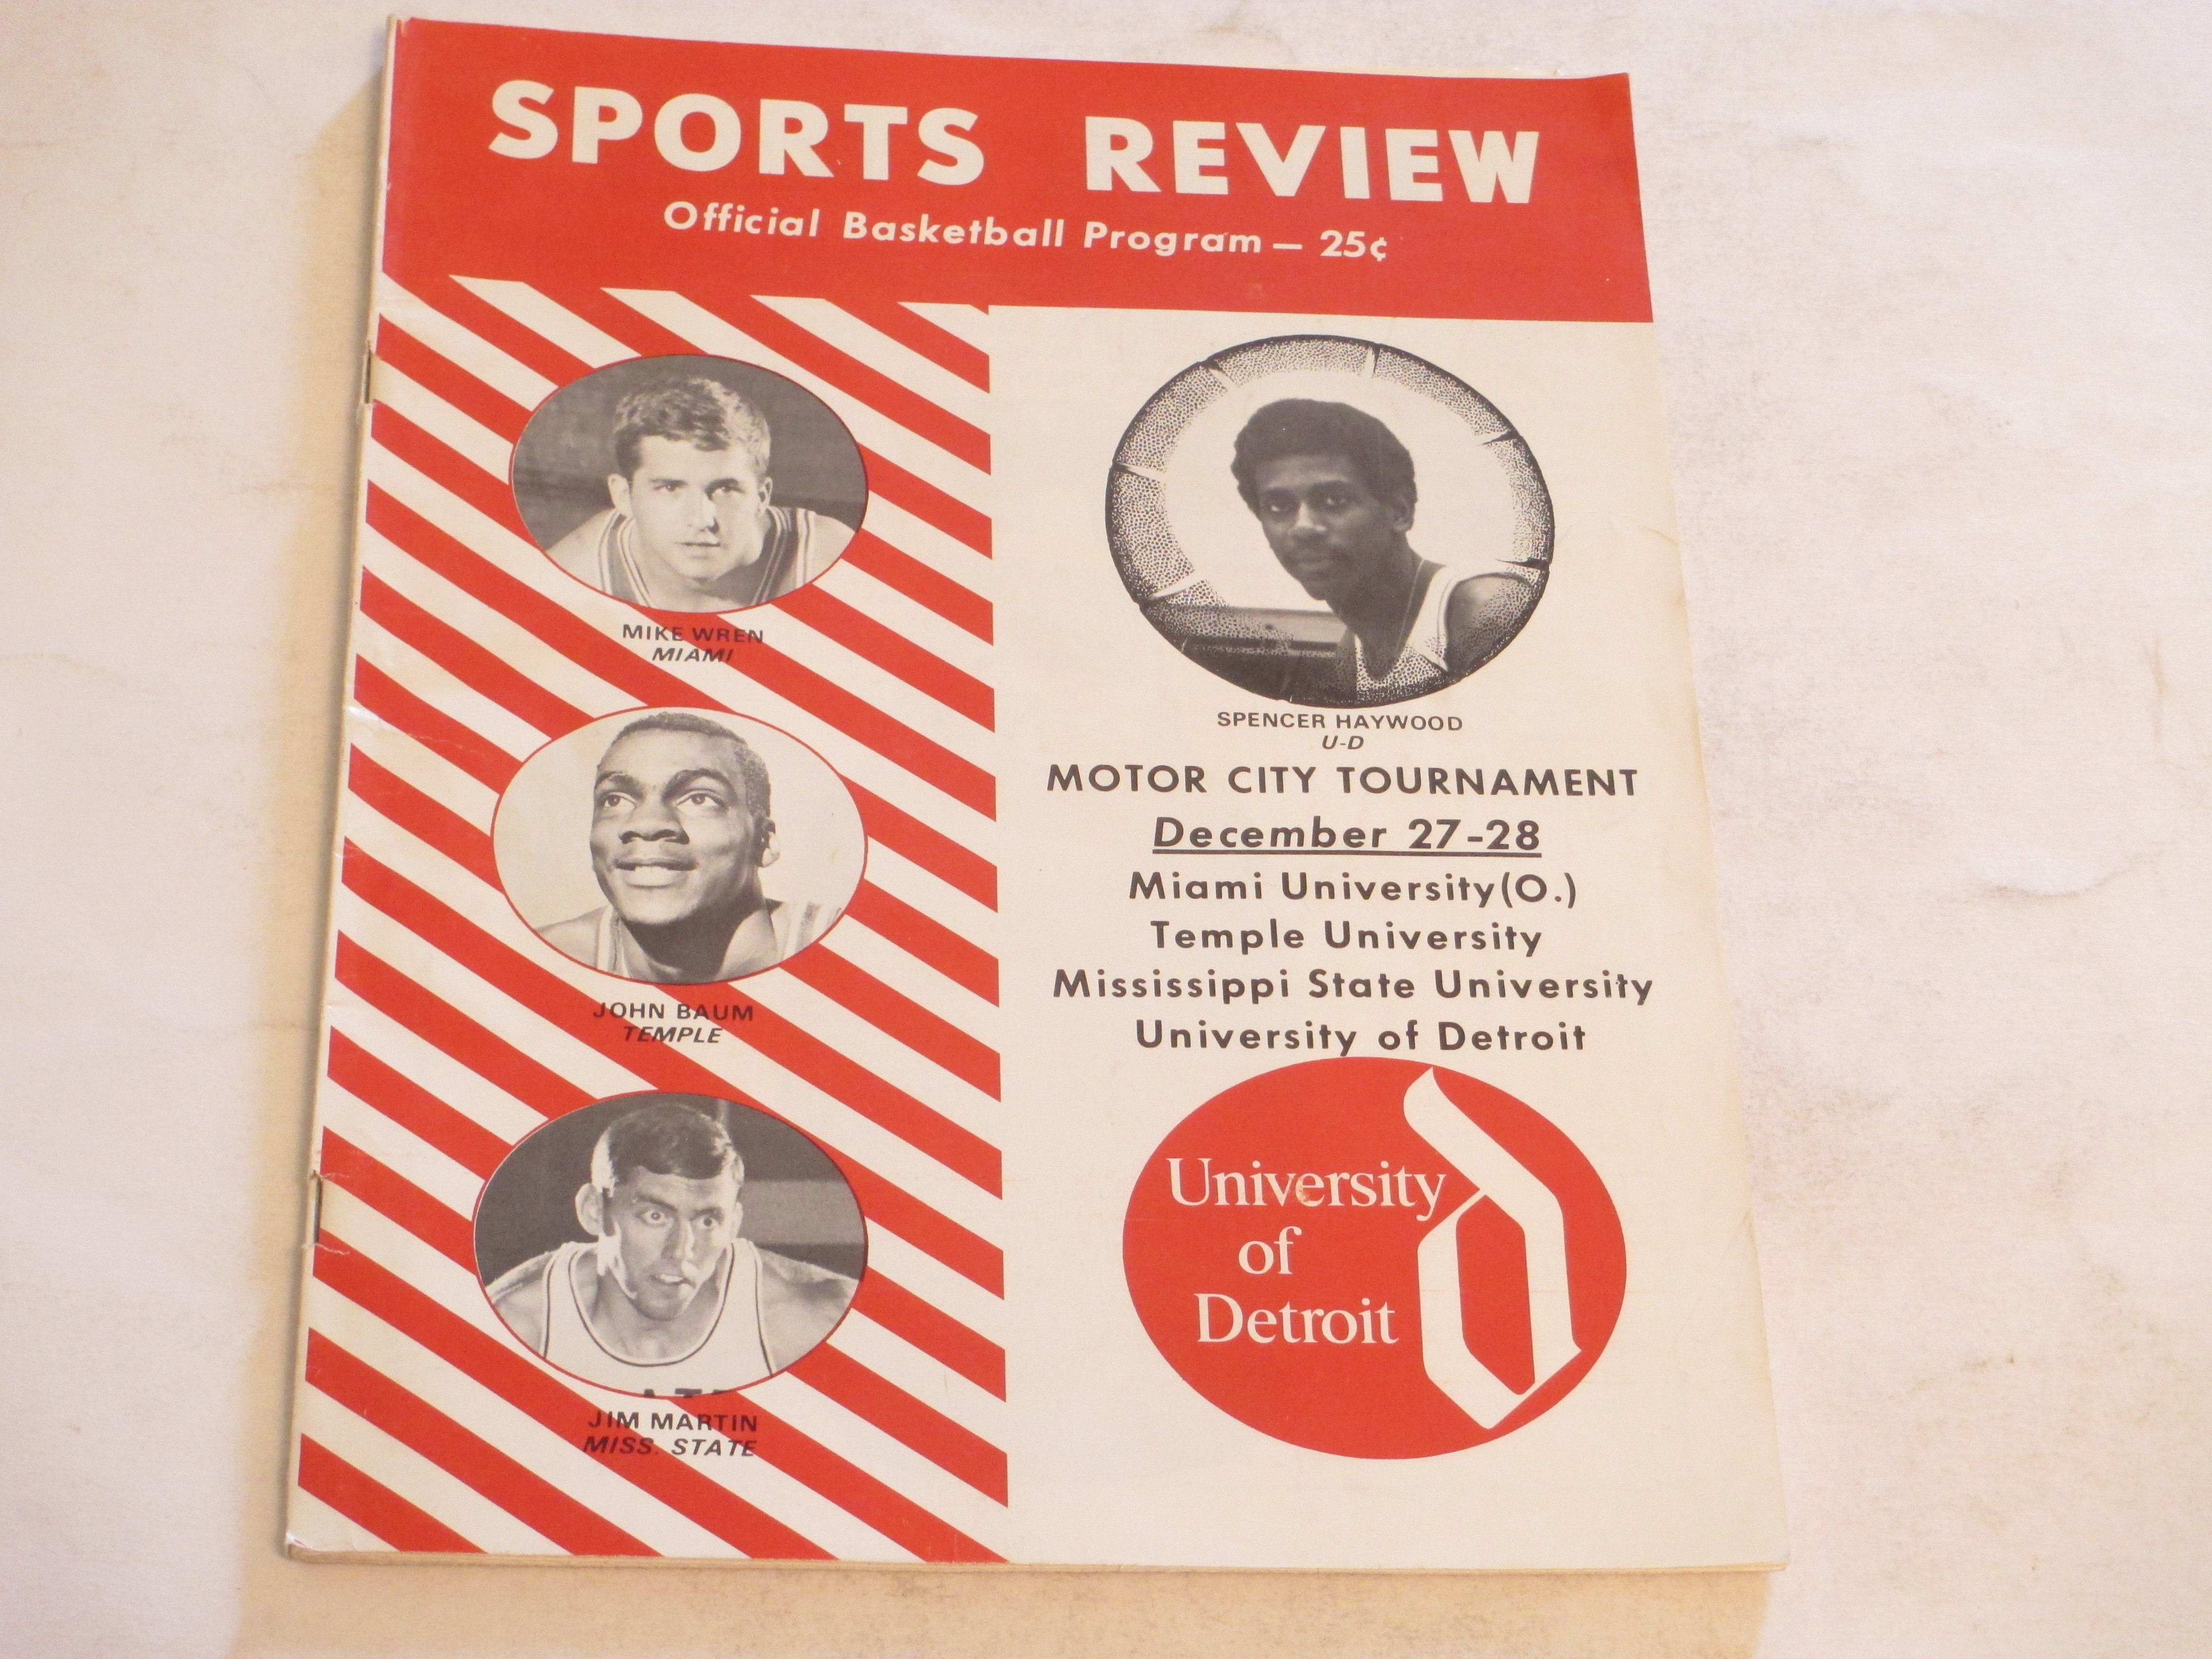 SPORTS REVIEW
Official Basketball Program — 25¢
MIKE WREN
MIAMI
JOHN BAUM
TEMPLE
JIM MARTIN
MISS. STATE
SPENCER HAYWOOD
U-D
MOTOR CITY TOURNAMENT
December 27-28
Miami University(O.)
Temple University
Mississippi State University
University of Detroit
University
of
Detroit
d